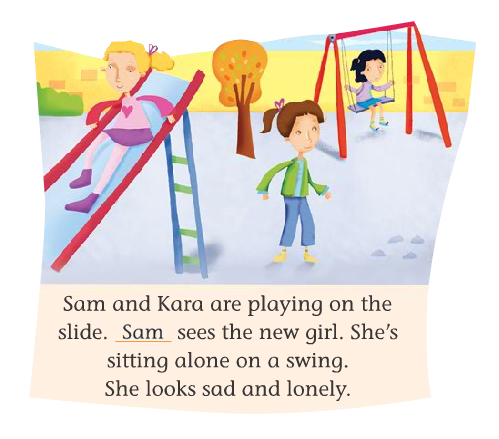 Sam and Kara are playing on the
slide. Sam sees the new girl. She's
sitting alone on a swing.
She looks sad and lonely.